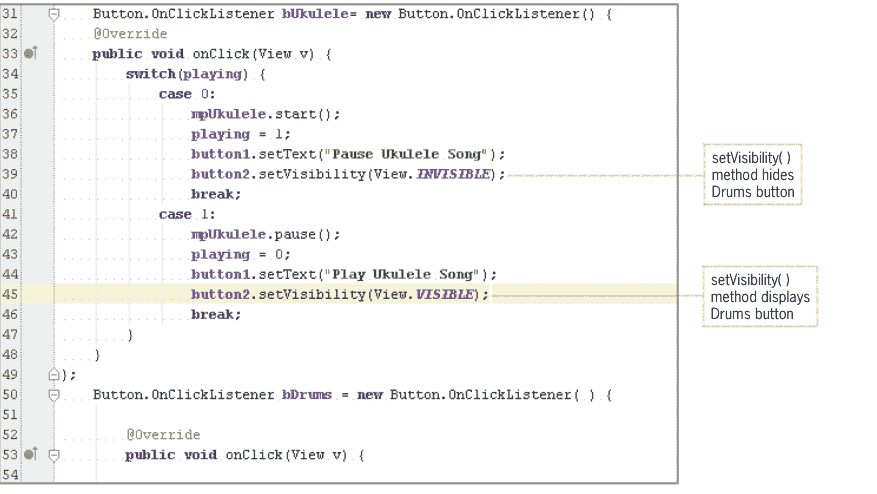 31 Button.OnClickListener bUkulele= new Button.OnClickListener() {
32 @Override
33 public void onClick(View v) {
34 switch(playing) {
35 case 0:
36 mpUkulele.start();
37 playing = 1;
38 button1.setText("Pause Ukulele Song");
39 button2.setVisibility(View.INVISIBLE);
40 break;
41 case 1:
42 mpUkulele.pause();
43 playing = 0;
44 button1.setText("Play Ukulele Song");
45 button2.setVisibility(View.VISIBLE);
46 break;
47 }
48 }
49 };
50 Button.OnClickListener bDrums = new Button.OnClickListener( ) {
51
52 @Override
53 public void onClick(View v) {
54
setVisibility( )
method hides
Drums button
setVisibility( )
method displays
Drums button